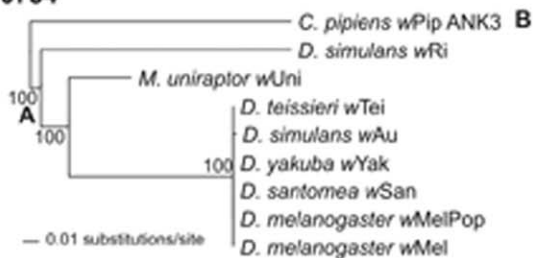 C. pipiens wPip ANK3 B
D. simulans wRi
M. uniraptor wUni
100
A
D. teissieri wTei
100
D. simulans wAu
100 D. yakuba wYak
D. santomea wSan
D. melanogaster wMelPop
0.01 substitutions/site
D. melanogaster wMel